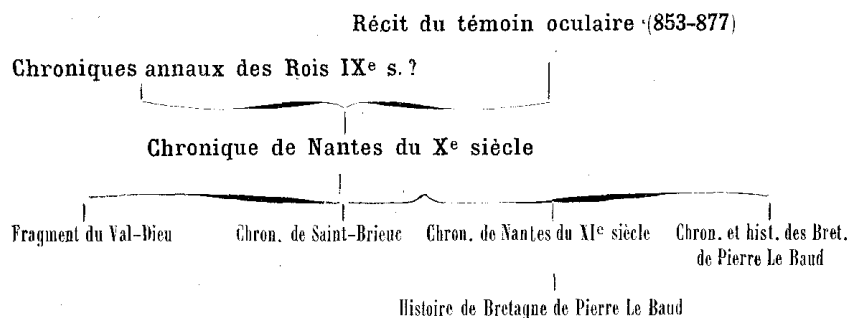 Récit du témoin oculaire (853-877)
Chroniques annaux des Rois IXe s. ?
Chronique de Nantes du Xe siècle
Fragment du Val-Dieu Chron. de Saint-Brieuc Chron. de Nantes du XIe siècle Chron. et hist. des Bret.
de Pierre Le Baud
Histoire de Bretagne de Pierre Le Baud